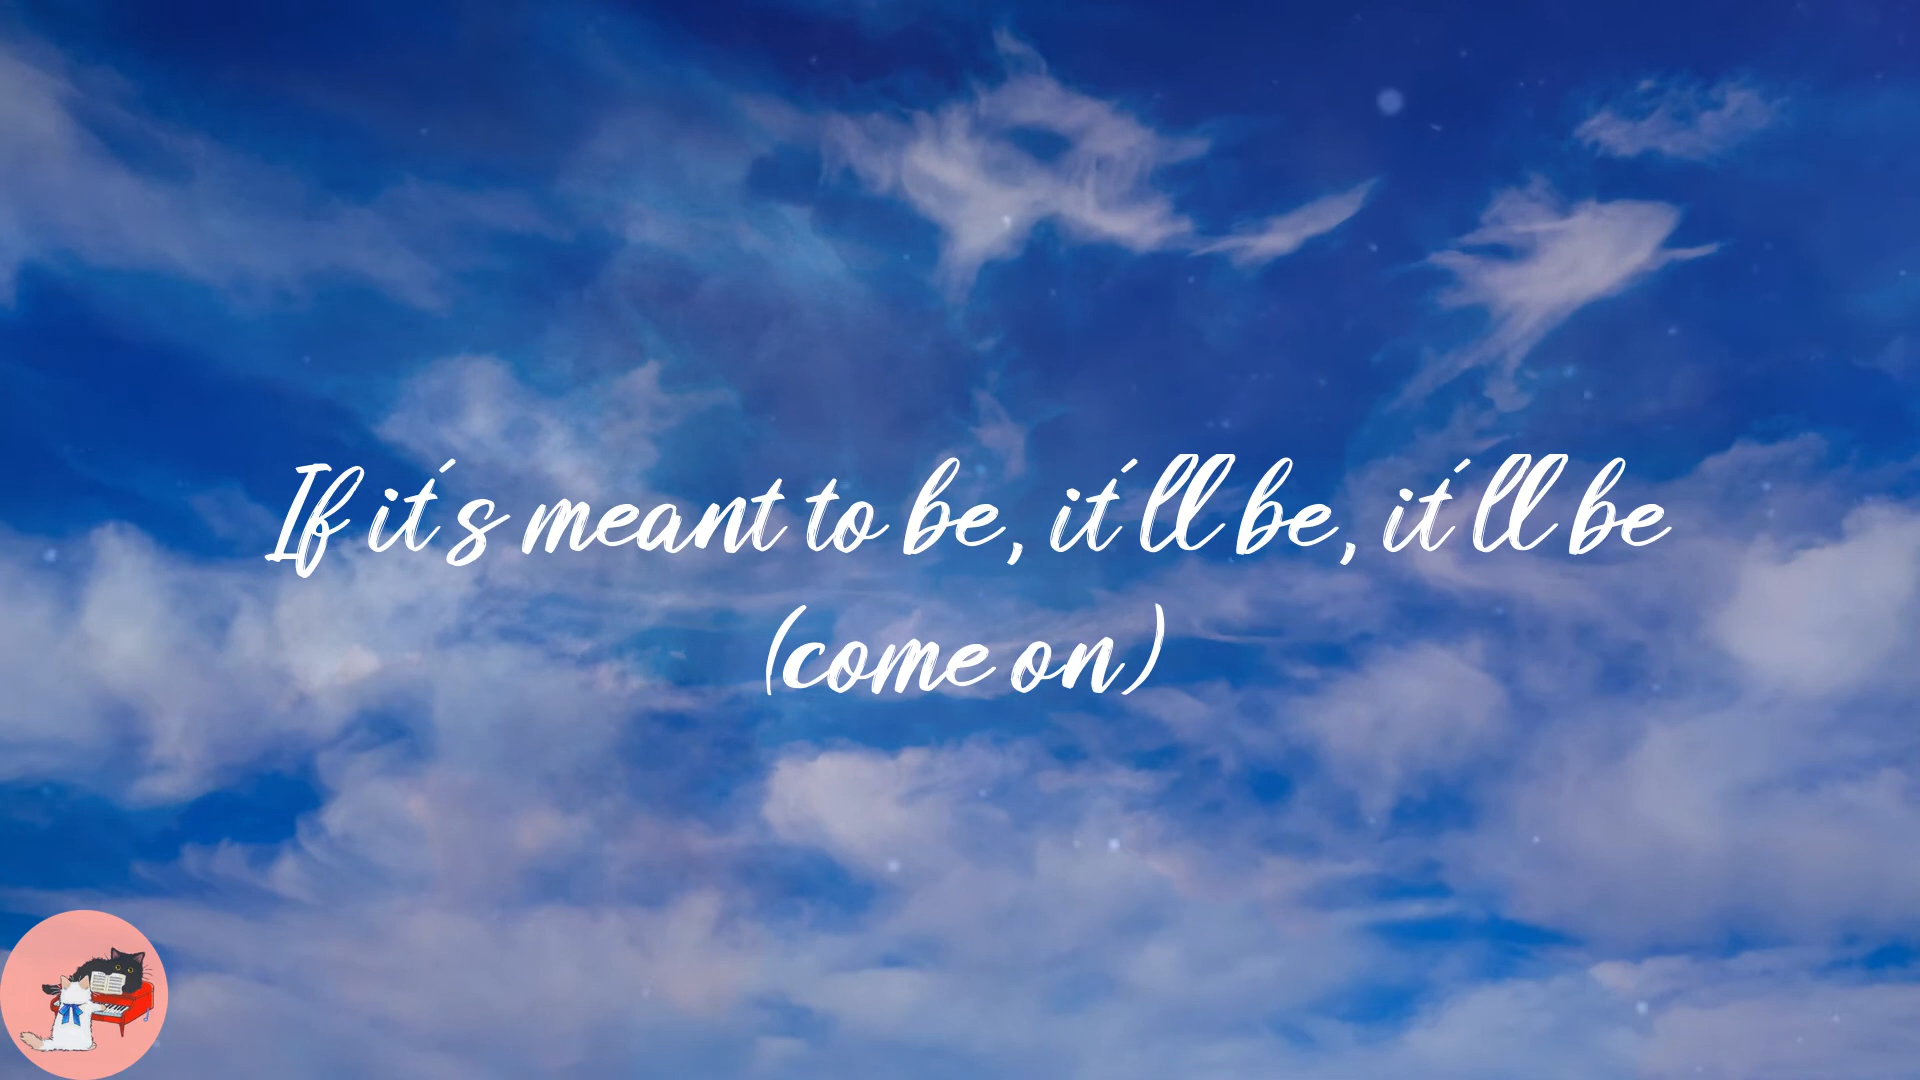 If it's meant to be, it'll be, it'll be
(come on)